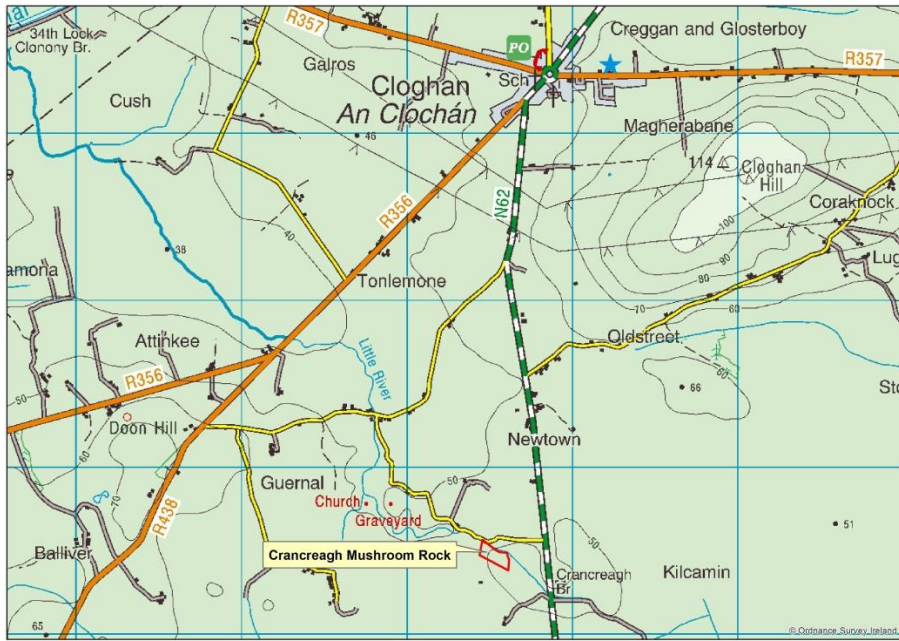 34th Lock
Clonony Br.
R357
PO
Creggan and Glosterboy
R357
Galros
Sch
Cloghan
An Clochán
Cush
Magherabane
46
114
Cloghan
Hill
Coraknock
R356
N62
100
90
80
70
60
38
40
Tonlemone
Attinkee
Oldstreet
Little River
60
66
R356
50
Doon Hill
60
70
Newtown
Guernal
50
Church
Graveyard
51
R438
Crancreagh Mushroom Rock
50
Balliver
Crancreagh
Br
Kilcamin
65
© Ordnance Survey Ireland